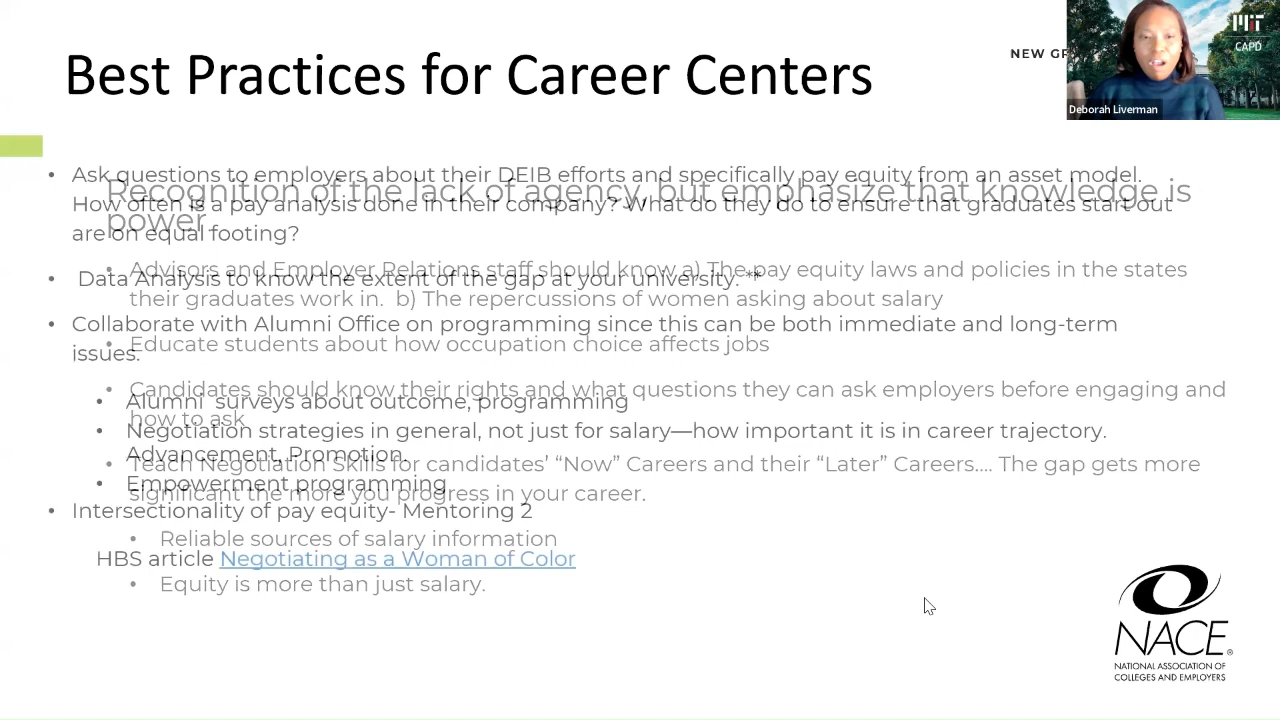 Best Practices for Career Centers
NEW
MIT
CAPD
Deborah Liverman
• Ask questions to employers about their DEIB efforts and specifically pay equity from an asset model.
How often is a pay analysis done in their company? What do they do to ensure that graduates start out
are on equal footing?
• Data Analysis to know the extent of the gap at your university. **
• Collaborate with Alumni Office on programming since this can be both immediate and long-term
issues.
• Alumni surveys about outcome, programming
• Negotiation strategies in general, not just for salary—how important it is in career trajectory.
Advancement, Promotion.
• Empowerment programming
• Intersectionality of pay equity- Mentoring 2
HBS article Negotiating as a Woman of Color
Recognition of the lack of agency, but emphasize that knowledge is
power
• Advisors and Employer Relations staff should know a) The pay equity laws and policies in the states
their graduates work in. b) The repercussions of women asking about salary
• Educate students about how occupation choice affects jobs
• Candidates should know their rights and what questions they can ask employers before engaging and
how to ask
• Teach Negotiation Skills for candidates' “Now” Careers and their “Later” Careers.... The gap gets more
significant the more you progress in your career.
• Reliable sources of salary information
• Equity is more than just salary.
NACE®
NATIONAL ASSOCIATION OF
COLLEGES AND EMPLOYERS